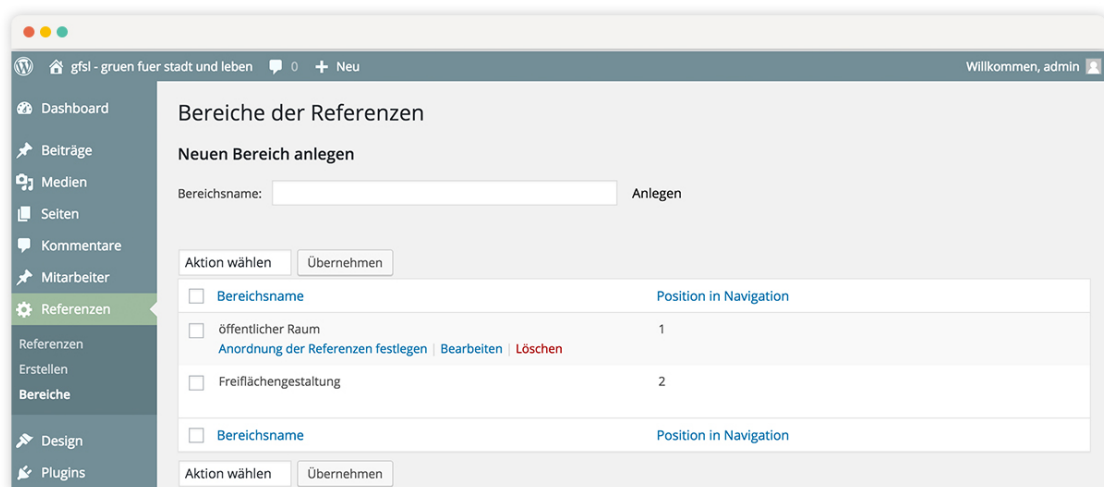 gfsl - gruen fuer stadt und leben 0 Neu Willkommen, admin
Dashboard
Beiträge
Medien
Seiten
Kommentare
Mitarbeiter
Referenzen
Referenzen
Erstellen
Bereiche
Design
Plugins
Bereiche der Referenzen
Neuen Bereich anlegen
Bereichsname: Anlegen
Aktion wählen Übernehmen
Bereichsname Position in Navigation
öffentlicher Raum 1
Anordnung der Referenzen festlegen | Bearbeiten | Löschen
Freiflächengestaltung 2
Bereichsname Position in Navigation
Aktion wählen Übernehmen